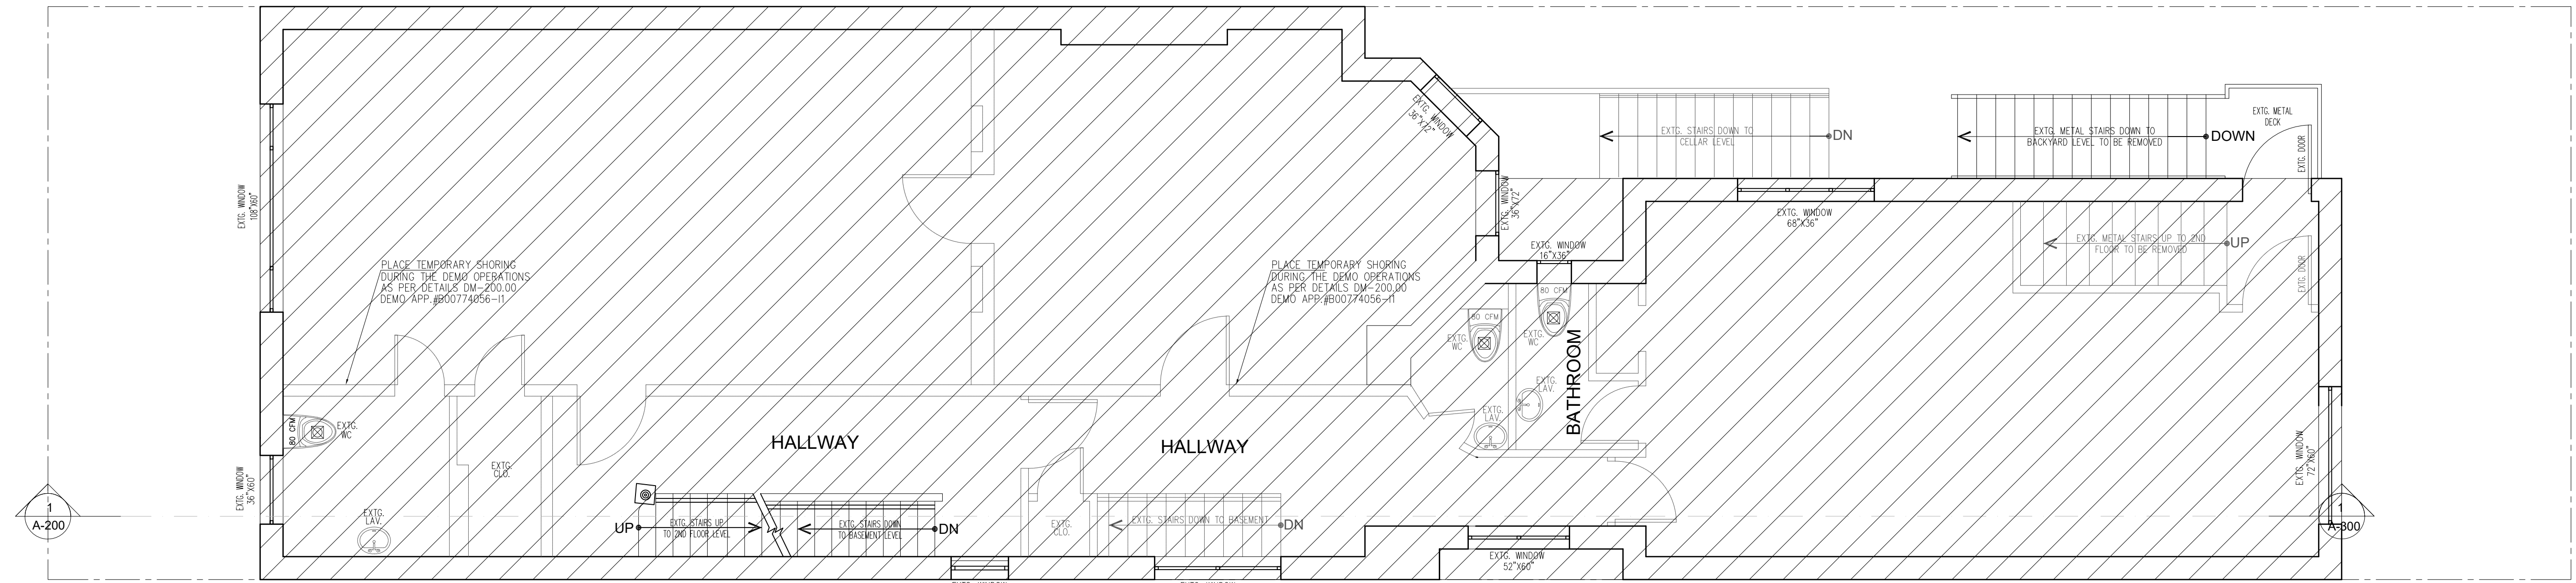 EXTG. WINDOW
108"X60"
EXTG. WINDOW
36"X60"
1
A-200
PLACE TEMPORARY SHORING
DURING THE DEMO OPERATIONS
AS PER DETAILS DM-200.00
DEMO APP.#B00774056-I1
80 CFM
EXTG.
WC
EXTG.
LAV.
EXTG.
CLO.
HALLWAY
UP
EXTG. STAIRS UP
TO 2ND FLOOR LEVEL
EXTG. STAIRS DOWN
TO BASEMENT LEVEL
DN
HALLWAY
EXTG.
CLO.
EXTG. STAIRS DOWN TO BASEMENT
DN
PLACE TEMPORARY SHORING
DURING THE DEMO OPERATIONS
AS PER DETAILS DM-200.00
DEMO APP.#B00774056-I1
EXTG. WINDOW
36"X72"
EXTG. WINDOW
36"X72"
EXTG. WINDOW
16"X36"
80 CFM
EXTG.
WC
80 CFM
EXTG.
WC
EXTG.
LAV.
EXTG.
LAV.
BATHROOM
EXTG. STAIRS DOWN TO
CELLAR LEVEL
DN
EXTG. METAL STAIRS DOWN TO
BACKYARD LEVEL TO BE REMOVED
DOWN
EXTG. METAL
DECK
EXTG. DOOR
EXTG. WINDOW
68"X36"
EXTG. METAL STAIRS UP TO 2ND
FLOOR TO BE REMOVED
UP
EXTG. DOOR
EXTG. WINDOW
72"X60"
1
A-300
EXTG. WINDOW
52"X60"